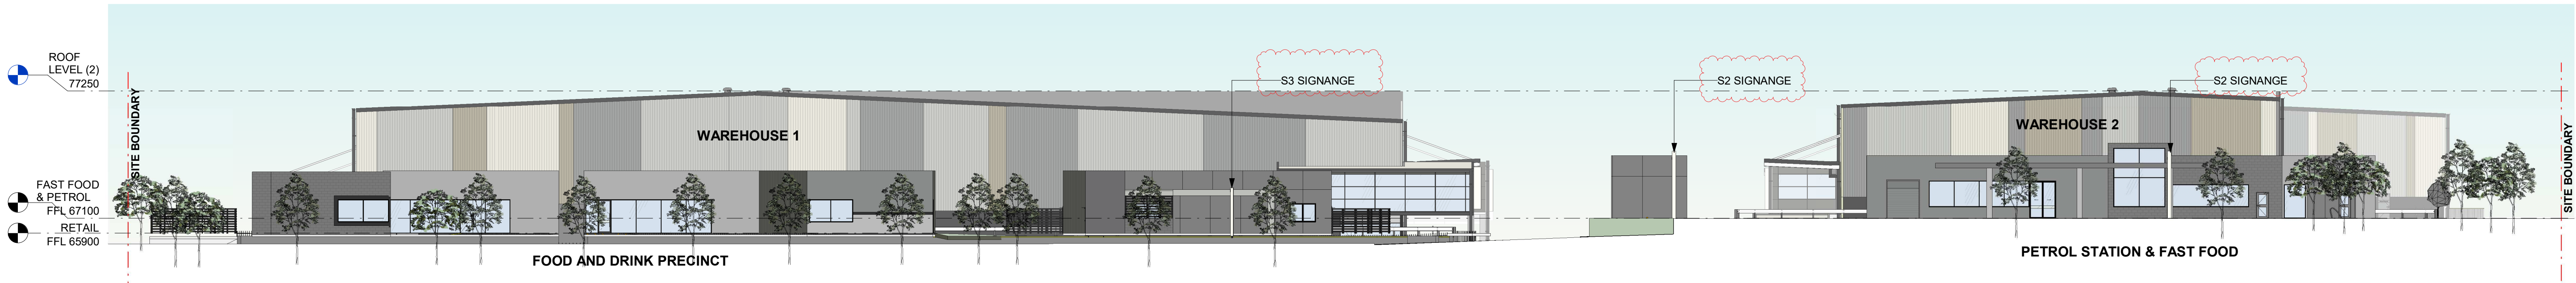 ROOF
LEVEL (2)
77250
SITE BOUNDARY
FAST FOOD
& PETROL
FFL 67100
RETAIL
FFL 65900
WAREHOUSE 1
S3 SIGNANGE
S2 SIGNANGE
S2 SIGNANGE
WAREHOUSE 2
SITE BOUNDARY
FOOD AND DRINK PRECINCT
PETROL STATION & FAST FOOD